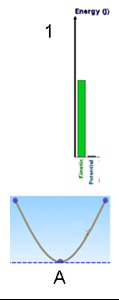 Energy (J)
1
Kinetic
Potential
A